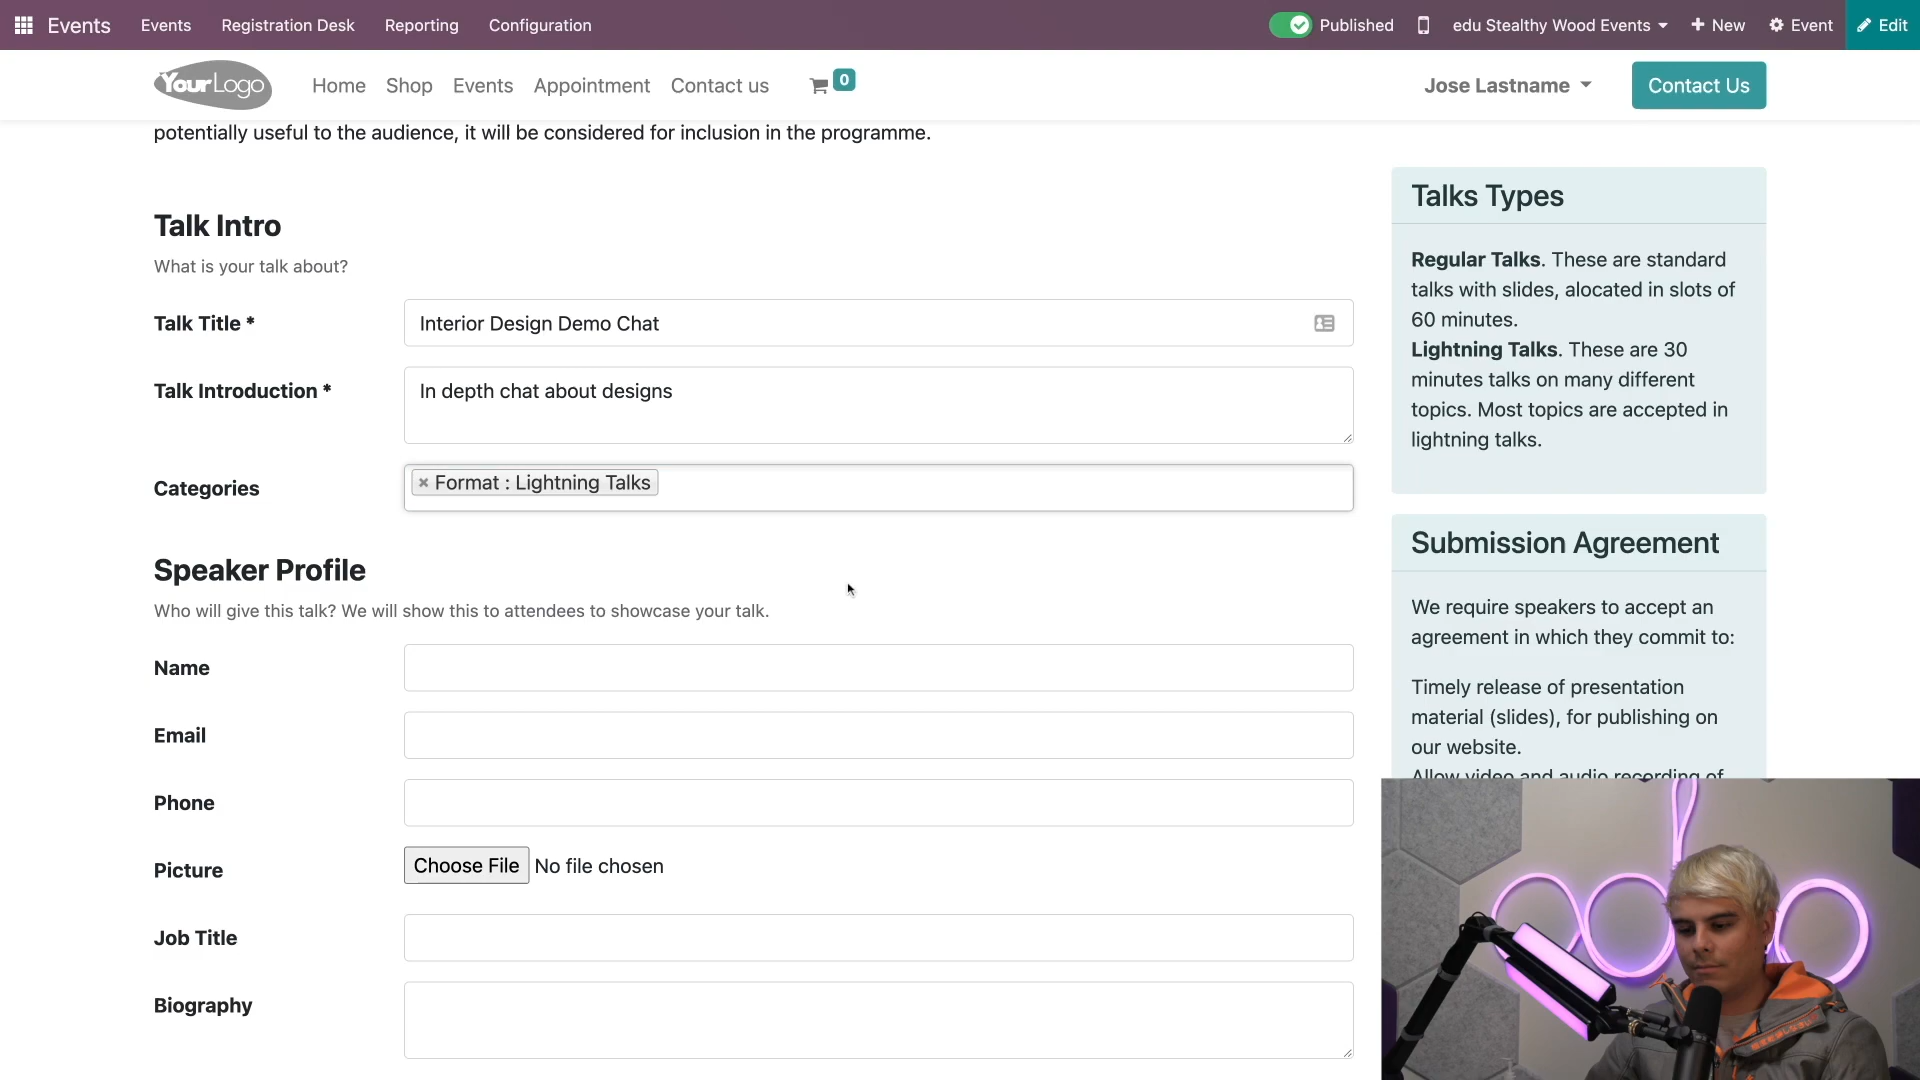 Events
Events
Registration Desk
Reporting
Configuration
Published
edu Stealthy Wood Events
New
Event
Edit
YourLogo
Home
Shop
Events
Appointment
Contact us
0
Jose Lastname
Contact Us
potentially useful to the audience, it will be considered for inclusion in the programme.
Talk Intro
What is your talk about?
Talk Title *
Interior Design Demo Chat
Talk Introduction *
In depth chat about designs
Categories
× Format : Lightning Talks
Speaker Profile
Who will give this talk? We will show this to attendees to showcase your talk.
Name
Email
Phone
Picture
Choose File No file chosen
Job Title
Biography
Talks Types
Regular Talks. These are standard
talks with slides, alocated in slots of
60 minutes.
Lightning Talks. These are 30
minutes talks on many different
topics. Most topics are accepted in
lightning talks.
Submission Agreement
We require speakers to accept an
agreement in which they commit to:
Timely release of presentation
material (slides), for publishing on
our website.
Allow video and audio recording of
odoo